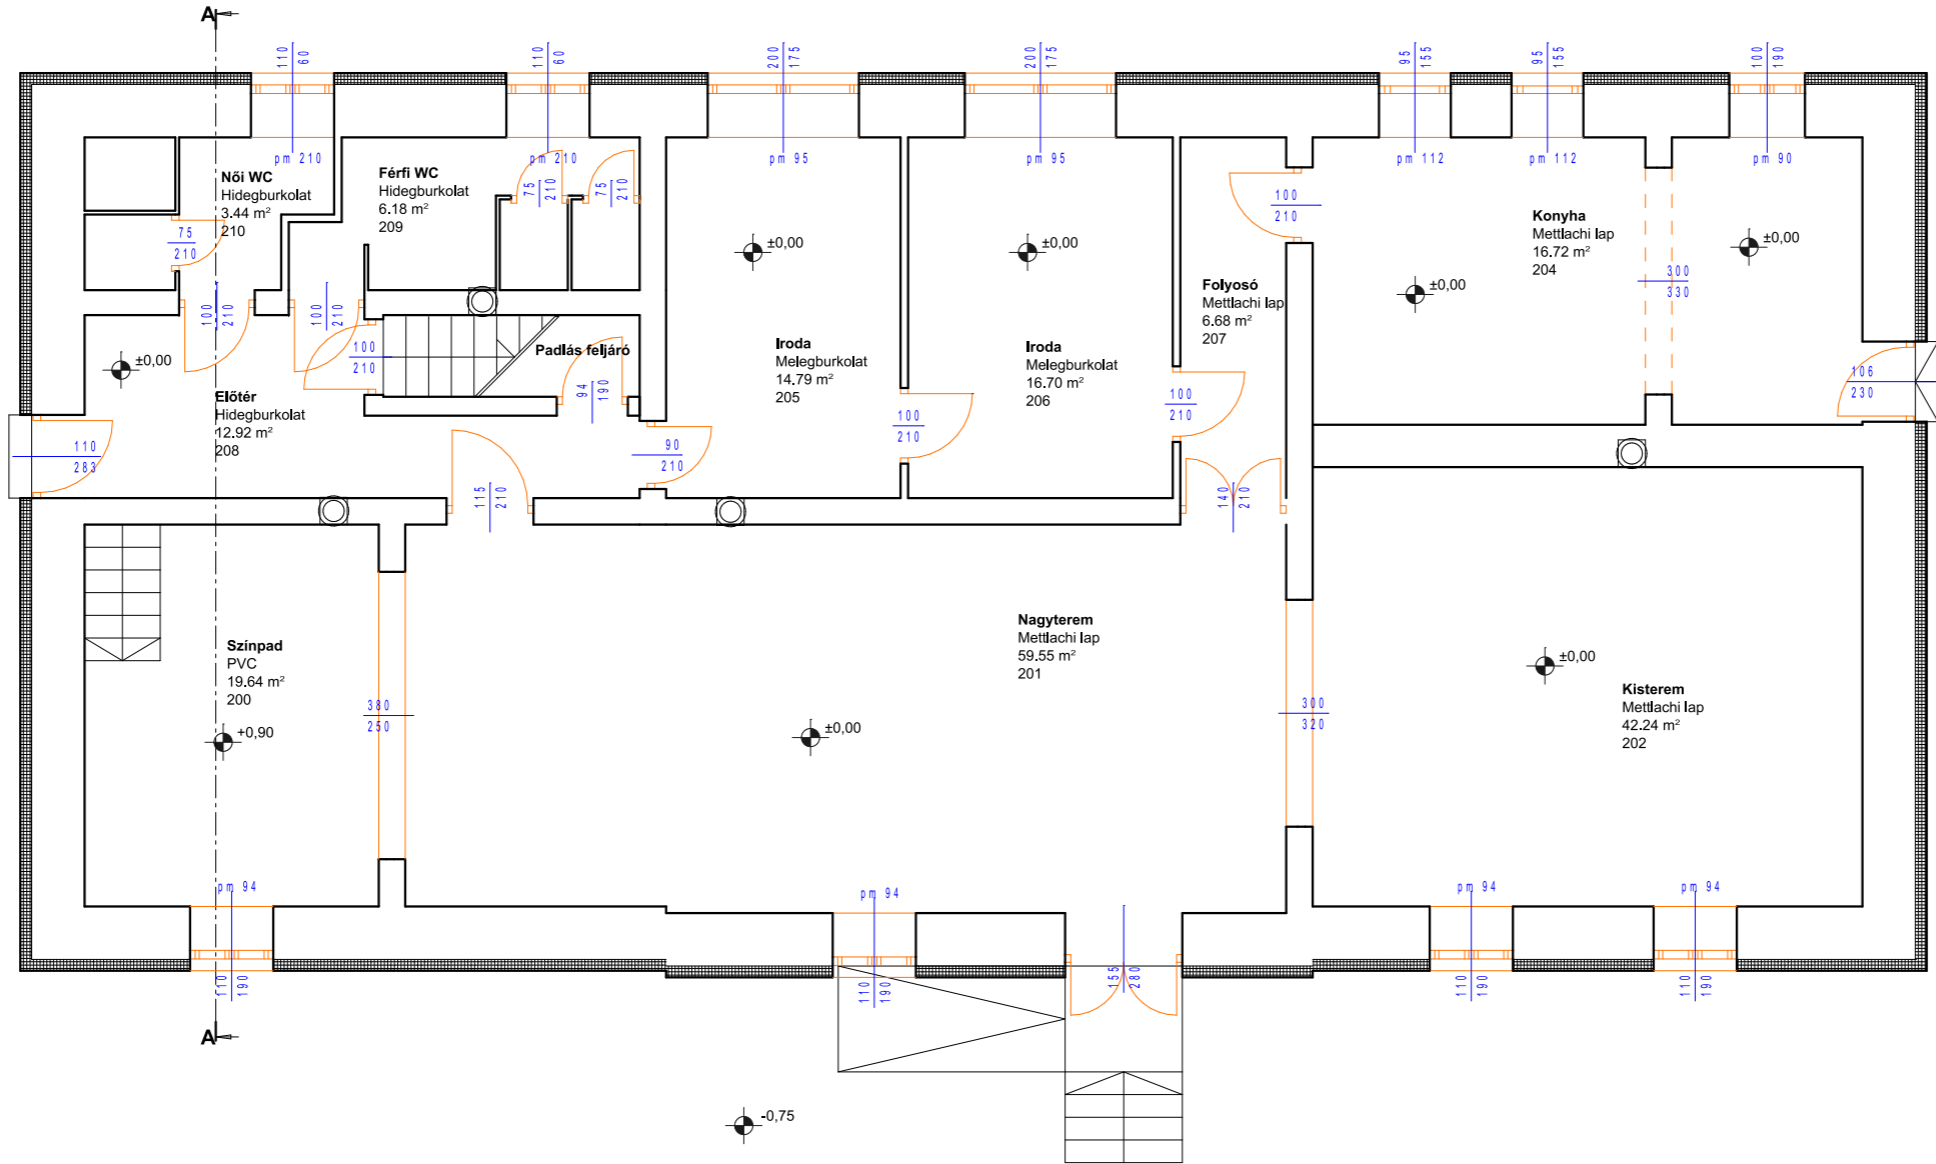 A
110
60
110
60
200
175
200
175
95
155
95
155
100
190
pm 210
pm 210
pm 95
pm 95
pm 112
pm 112
pm 90
Női WC
Hidegburkolat
3.44 m²
210
Férfi WC
Hidegburkolat
6.18 m²
209
75
210
75
210
75
210
100
210
100
210
100
210
±0,00
Előtér
Hidegburkolat
12.92 m²
208
110
283
Padlás feljáró
94
190
115
210
90
210
±0,00
Iroda
Melegburkolat
14.79 m²
205
100
210
±0,00
Iroda
Melegburkolat
16.70 m²
206
100
210
Folyosó
Mettlachi lap
6.68 m²
207
100
210
140
210
Konyha
Mettlachi lap
16.72 m²
204
±0,00
±0,00
300
330
106
230
Színpad
PVC
19.64 m²
200
+0,90
380
250
Nagyterem
Mettlachi lap
59.55 m²
201
±0,00
300
320
±0,00
Kisterem
Mettlachi lap
42.24 m²
202
pm 94
pm 94
pm 94
pm 94
110
190
110
190
155
280
110
190
110
190
A
-0,75